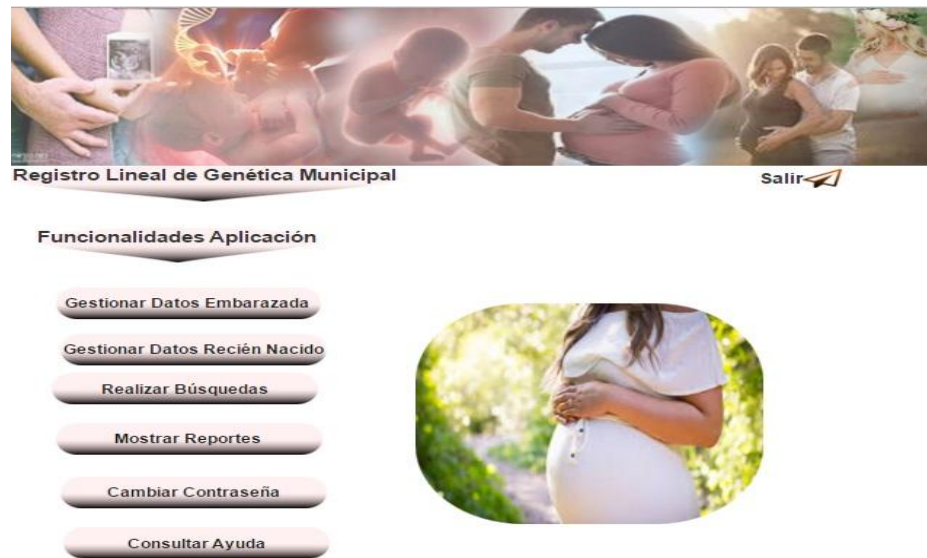 Registro Lineal de Genética Municipal
Salir
Funcionalidades Aplicación
Gestionar Datos Embarazada
Gestionar Datos Recién Nacido
Realizar Búsquedas
Mostrar Reportes
Cambiar Contraseña
Consultar Ayuda